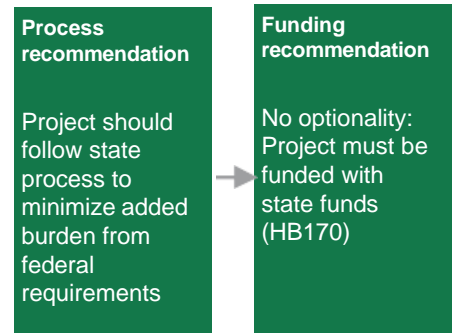 Process
recommendation
Project should
follow state
process to
minimize added
burden from
federal
requirements
Funding
recommendation
No optionality:
Project must be
funded with
state funds
(HB170)